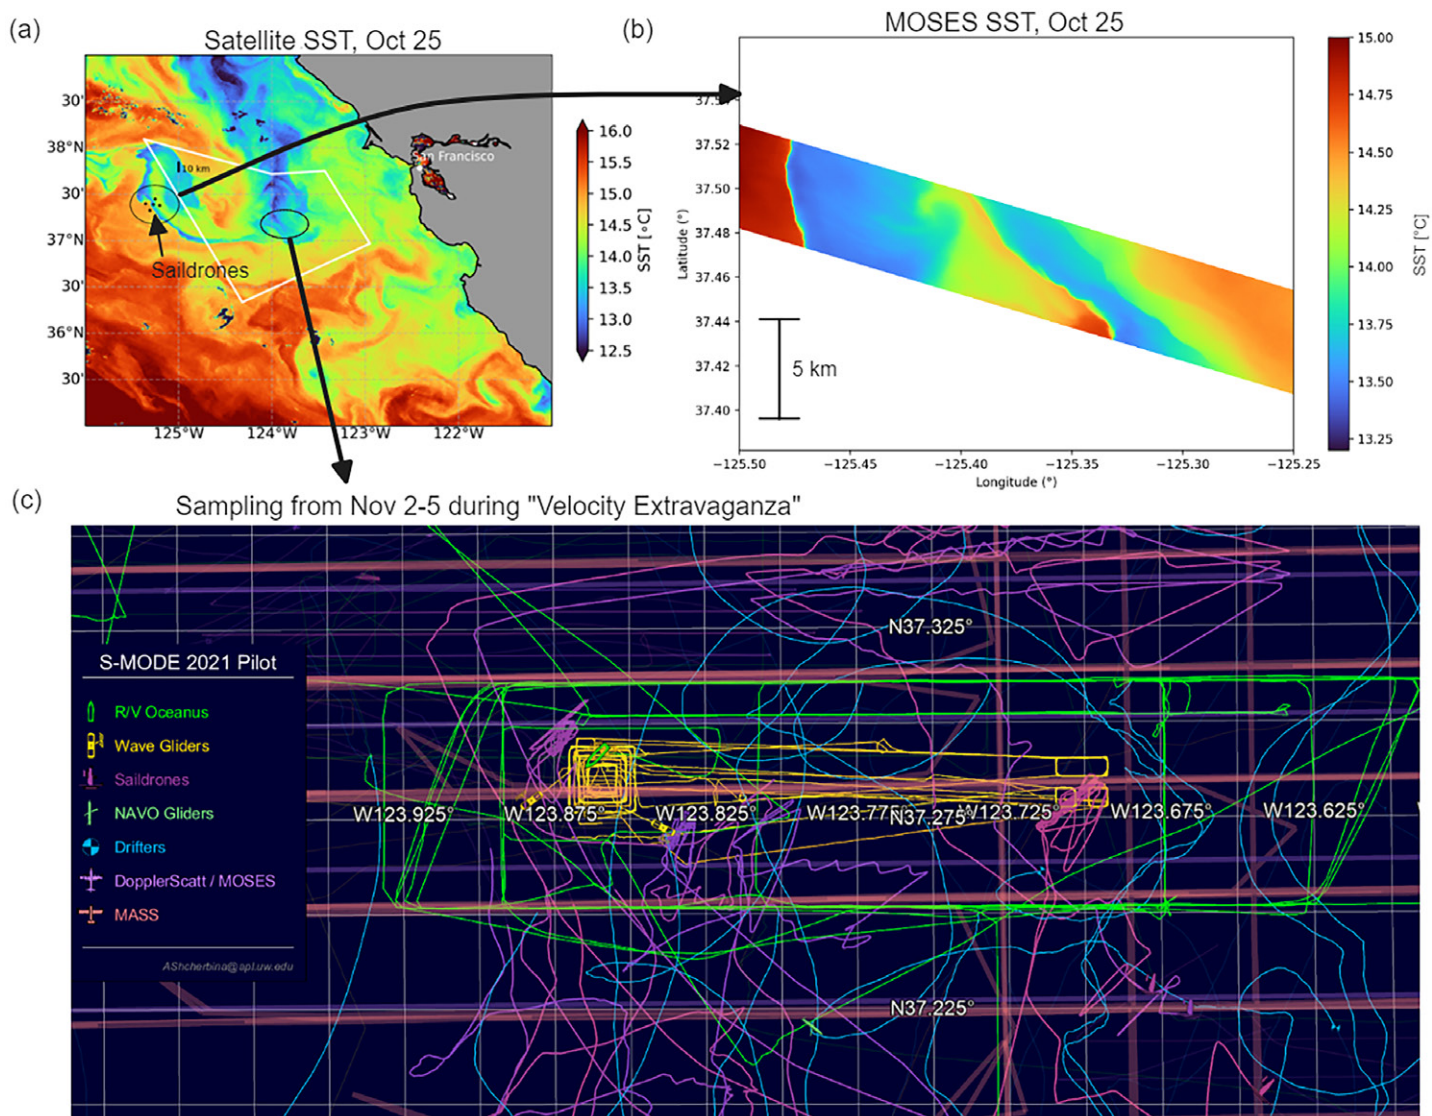 (a)
Satellite SST, Oct 25
30'
38°N
30'
37°N
30'
36°N
30'
125°W
124°W
123°W
122°W
10 km
San Francisco
Saildrones
16.0
15.5
15.0
14.5
14.0
13.5
13.0
12.5
SST [∘C]
(b)
MOSES SST, Oct 25
37.52
37.50
37.48
37.46
37.44
37.42
37.40
Latitude (°)
5 km
−125.50
−125.45
−125.40
−125.35
−125.30
−125.25
Longitude (°)
15.00
14.75
14.50
14.25
14.00
13.75
13.50
13.25
SST [°C]
(c)
Sampling from Nov 2-5 during "Velocity Extravaganza"
S-MODE 2021 Pilot
R/V Oceanus
Wave Gliders
Saildrones
NAVO Gliders
Drifters
DopplerScatt / MOSES
MASS
AShcherbina@apl.uw.edu
N37.325°
W123.925°
W123.875°
W123.825°
W123.77
N37.275°
W123.725°
W123.675°
W123.625°
N37.225°